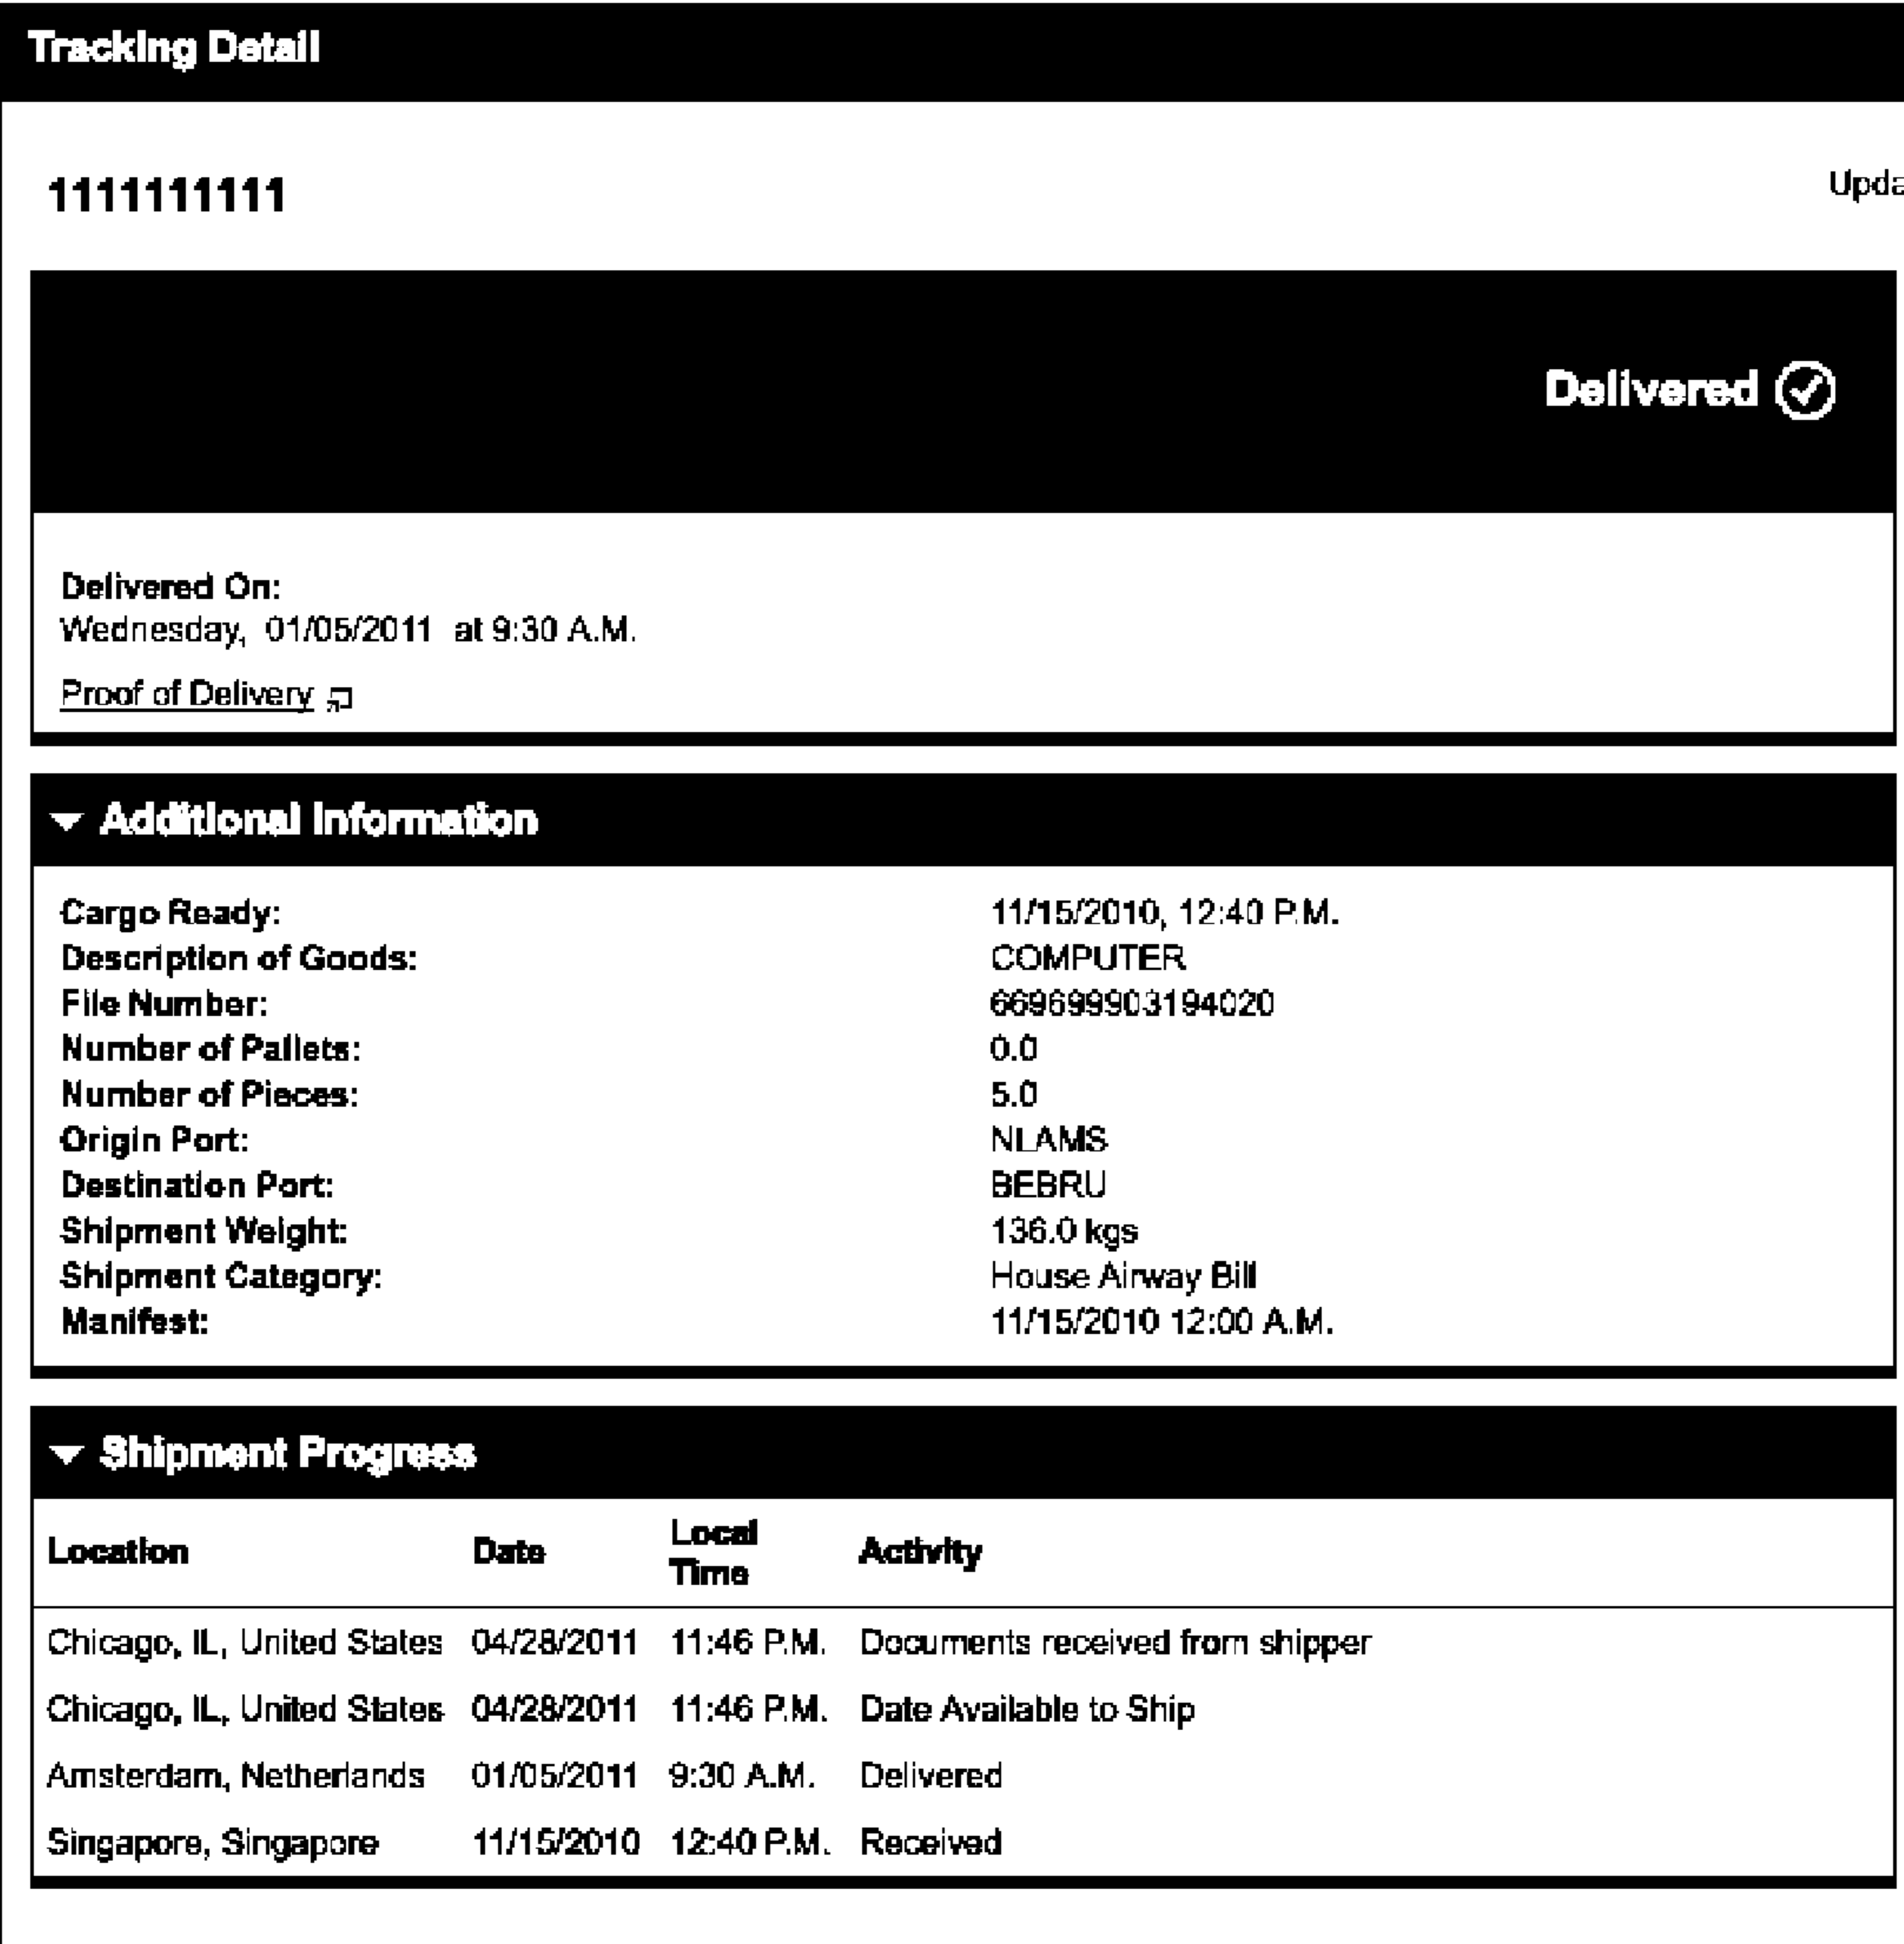 Tracking Detail
1111111111
Upda
Delivered
Delivered On:
Wednesday, 01/05/2011 at 9:30 A.M.
Proof of Delivery
Additional Information
Cargo Ready: 11/15/2010, 12:40 P.M.
Description of Goods: COMPUTER
File Number: 669699903194020
Number of Pallets: 0.0
Number of Pieces: 5.0
Origin Port: NLAMS
Destination Port: BEBRU
Shipment Weight: 136.0 kgs
Shipment Category: House Airway Bill
Manifest: 11/15/2010 12:00 A.M.
Shipment Progress
Location Date Local Time Activity
Chicago, IL, United States 04/28/2011 11:46 P.M. Documents received from shipper
Chicago, IL, United States 04/28/2011 11:46 P.M. Date Available to Ship
Amsterdam, Netherlands 01/05/2011 9:30 A.M. Delivered
Singapore, Singapore 11/15/2010 12:40 P.M. Received